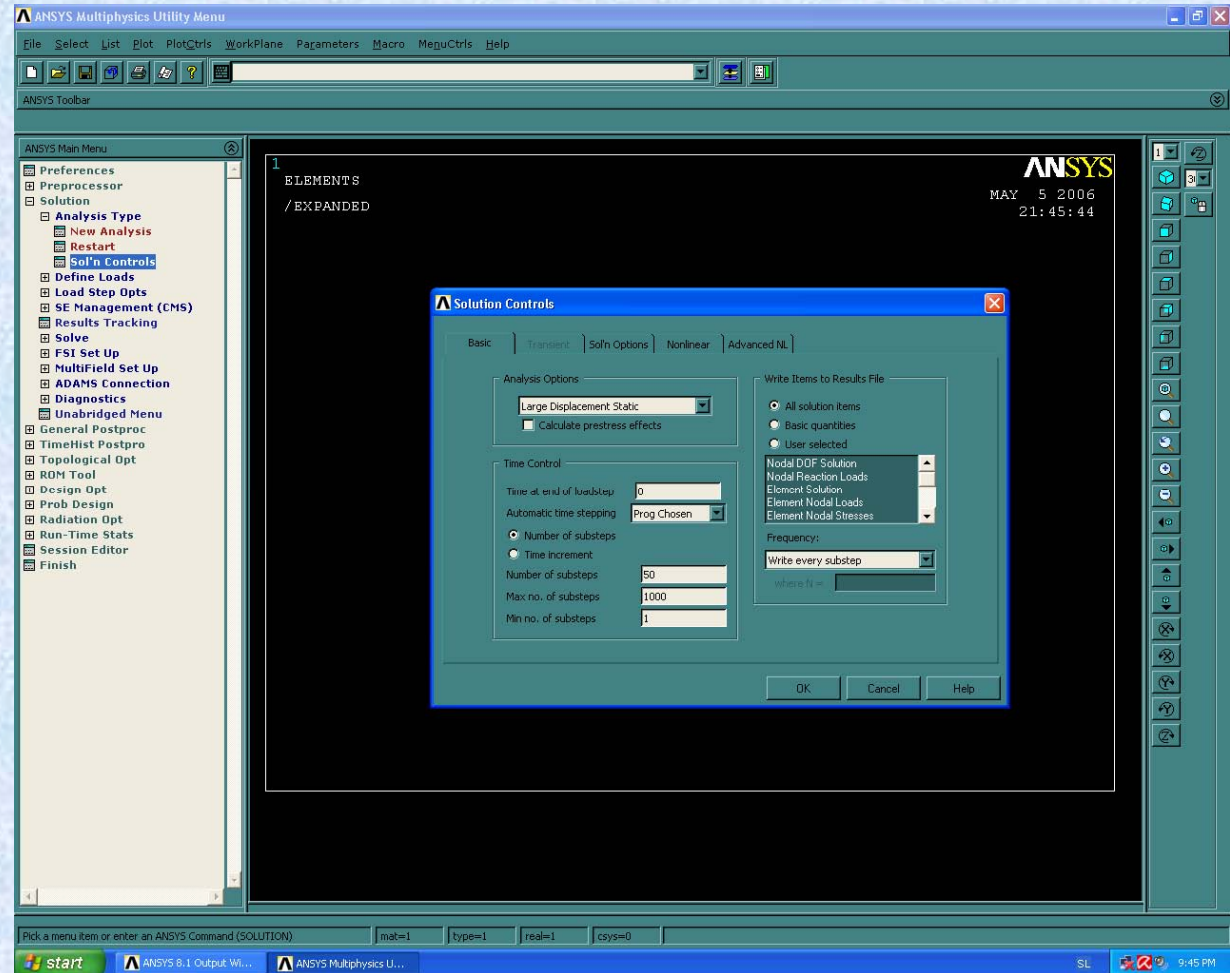 ANSYS Multiphysics Utility Menu
File Select List Plot PlotCtrls WorkPlane Parameters Macro MenuCtrls Help
ANSYS Toolbar
ANSYS Main Menu
Preferences
Preprocessor
Solution
Analysis Type
New Analysis
Restart
Sol'n Controls
Define Loads
Load Step Opts
SE Management (CMS)
Results Tracking
Solve
FSI Set Up
MultiField Set Up
ADAMS Connection
Diagnostics
Unabridged Menu
General Postproc
TimeHist Postpro
Topological Opt
ROM Tool
Design Opt
Prob Design
Radiation Opt
Run-Time Stats
Session Editor
Finish
1
ELEMENTS
/EXPANDED
ANSYS
MAY 5 2006
21:45:44
Solution Controls
Basic Transient Sol'n Options Nonlinear Advanced NL
Analysis Options
Large Displacement Static
Calculate prestress effects
Time Control
Time at end of loadstep 0
Automatic time stepping Prog Chosen
Number of substeps
Time increment
Number of substeps 50
Max no. of substeps 1000
Min no. of substeps 1
Write Items to Results File
All solution items
Basic quantities
User selected
Nodal DOF Solution
Nodal Reaction Loads
Element Solution
Element Nodal Loads
Element Nodal Stresses
Frequency:
Write every substep
where N =
OK Cancel Help
1
Pick a menu item or enter an ANSYS Command (SOLUTION) mat=1 type=1 real=1 csys=0
start ANSYS 8.1 Output Wi... ANSYS Multiphysics U... SL 9:45 PM